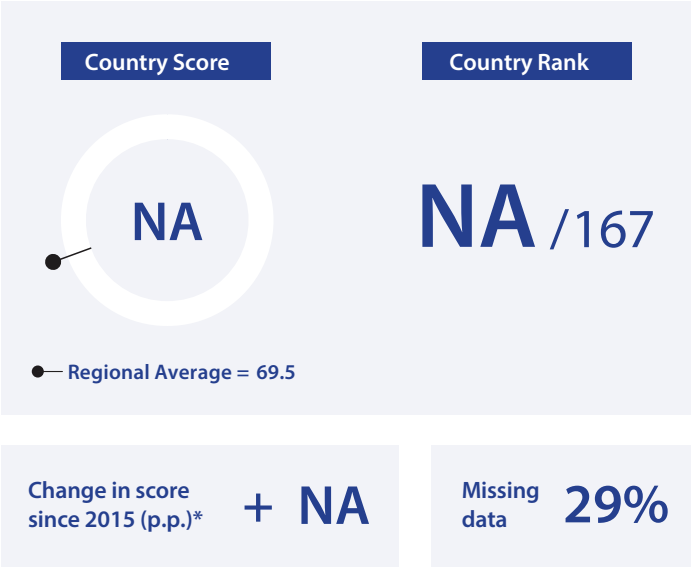 Country Score
Country Rank
NA
NA /167
Regional Average = 69.5
Change in score
since 2015 (p.p.)*
+ NA
Missing
data
29%